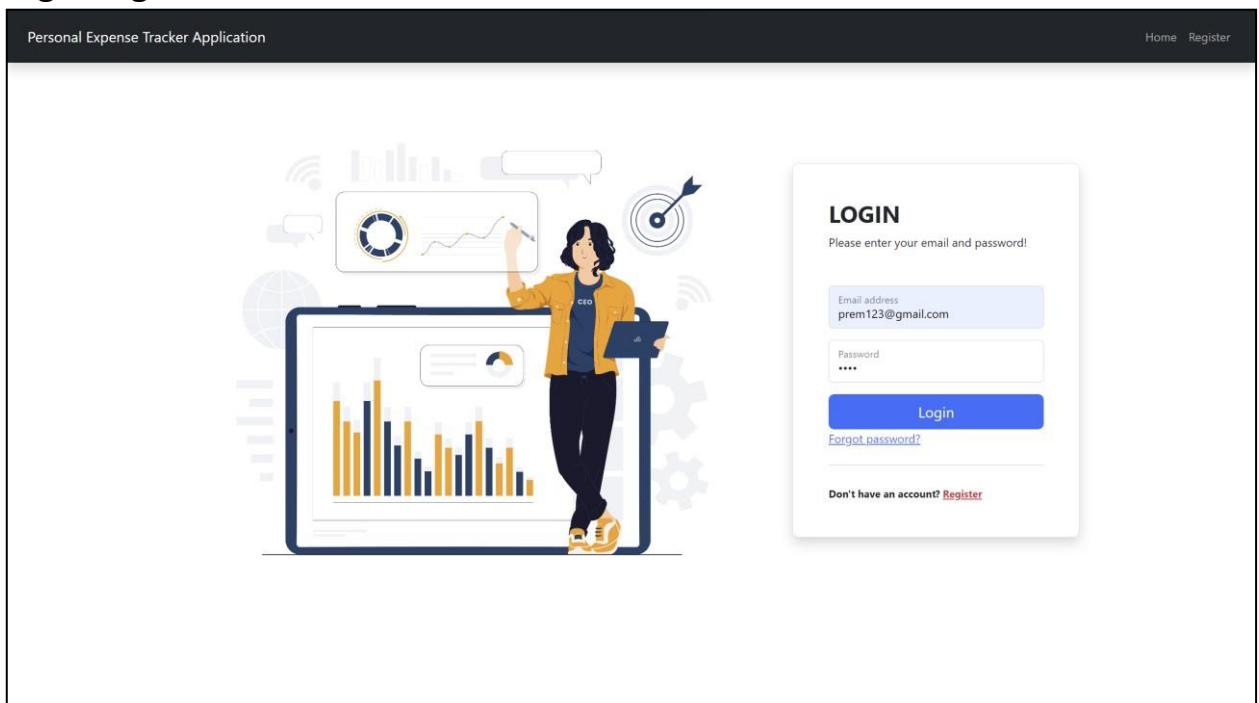 Personal Expense Tracker Application
Home Register
CEO
LOGIN
Please enter your email and password!
Email address
prem123@gmail.com
Password
••••
Login
Forgot password?
Don't have an account? Register